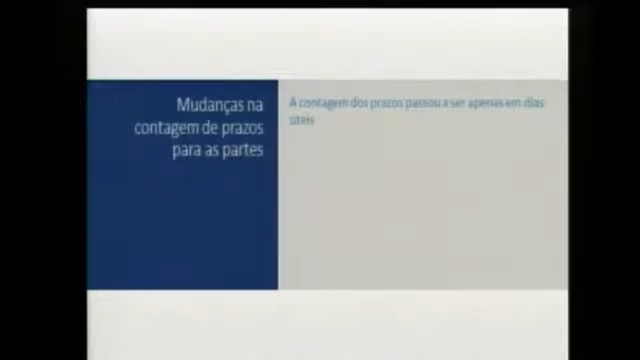 Mudanças na
contagem de prazos
para as partes
A contagem dos prazos passou a ser apenas em dias
úteis